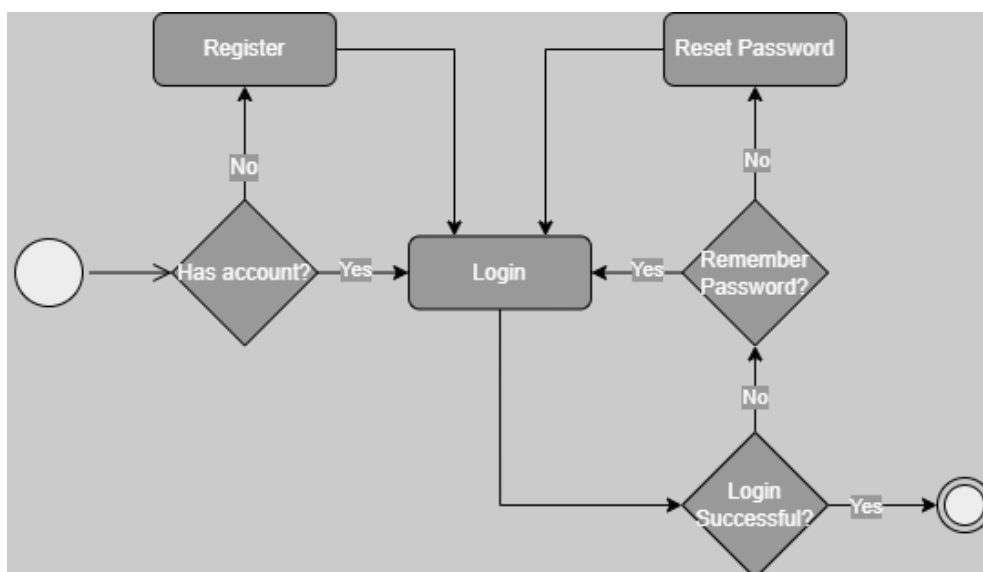 Register
Reset Password
No
No
Has account?
Yes
Login
Yes
Remember
Password?
No
Login
Successful?
Yes